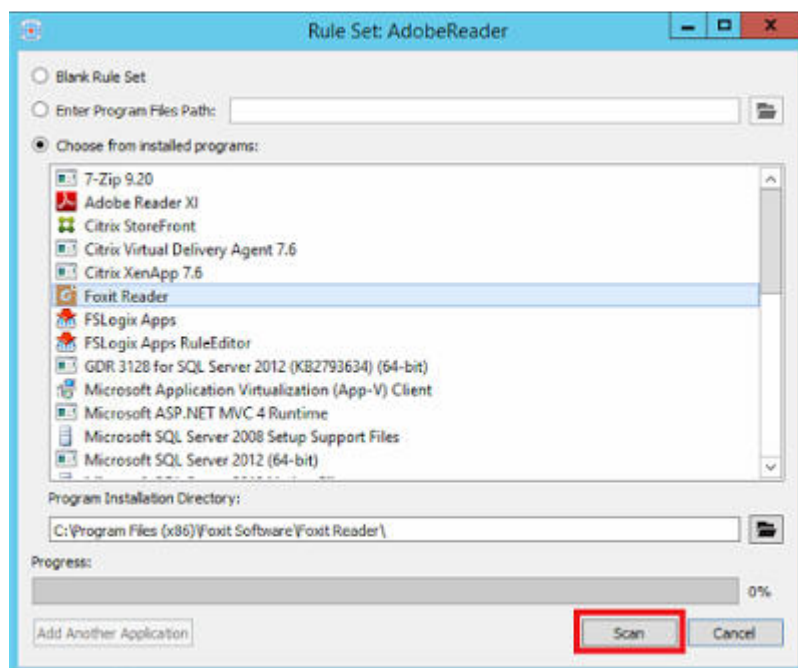 Rule Set: AdobeReader
Blank Rule Set
Enter Program Files Path:
Choose from installed programs:
7-Zip 9.20
Adobe Reader XI
Citrix StoreFront
Citrix Virtual Delivery Agent 7.6
Citrix XenApp 7.6
Foxit Reader
FSLogix Apps
FSLogix Apps RuleEditor
GDR 3128 for SQL Server 2012 (KB2793634) (64-bit)
Microsoft Application Virtualization (App-V) Client
Microsoft ASP.NET MVC 4 Runtime
Microsoft SQL Server 2008 Setup Support Files
Microsoft SQL Server 2012 (64-bit)
Program Installation Directory:
C:\Program Files (x86)\Foxit Software\Foxit Reader\
Progress:
0%
Add Another Application
Scan
Cancel